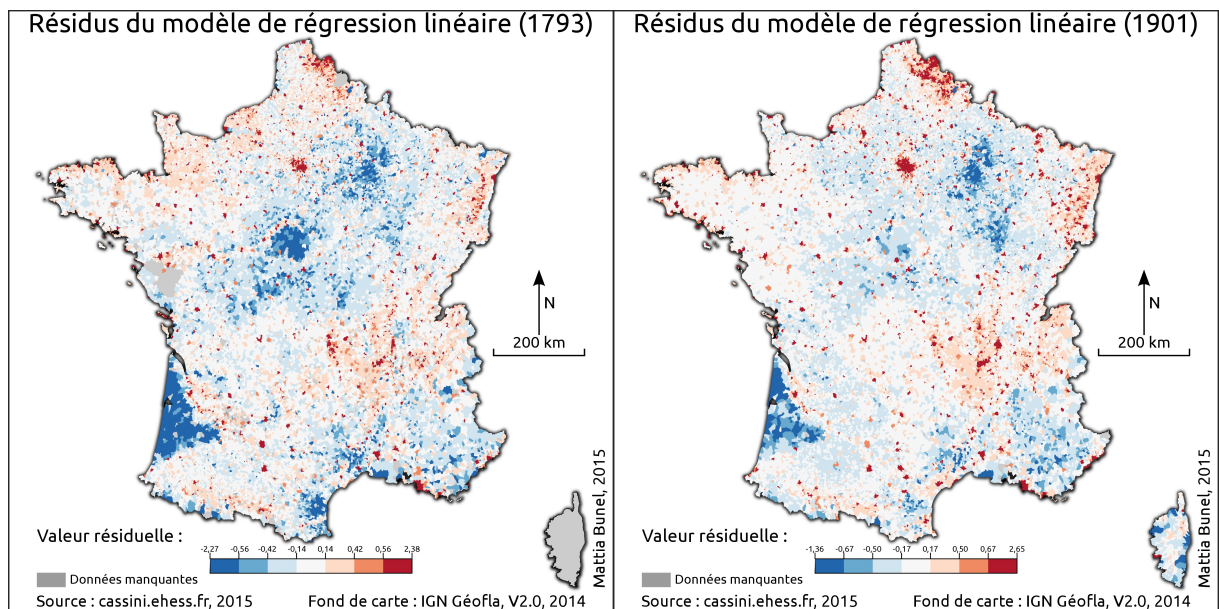 Résidus du modèle de régression linéaire (1793)
N
200 km
Mattia Bunel, 2015
Valeur résiduelle :
-2,27 -0,56 -0,42 -0,14 0,14 0,42 0,56 2,38
Données manquantes
Source : cassini.ehess.fr, 2015 Fond de carte : IGN Géofla, V2.0, 2014
Résidus du modèle de régression linéaire (1901)
N
200 km
Mattia Bunel, 2015
Valeur résiduelle :
-1,36 -0,67 -0,50 -0,17 0,17 0,50 0,67 2,65
Données manquantes
Source : cassini.ehess.fr, 2015 Fond de carte : IGN Géofla, V2.0, 2014